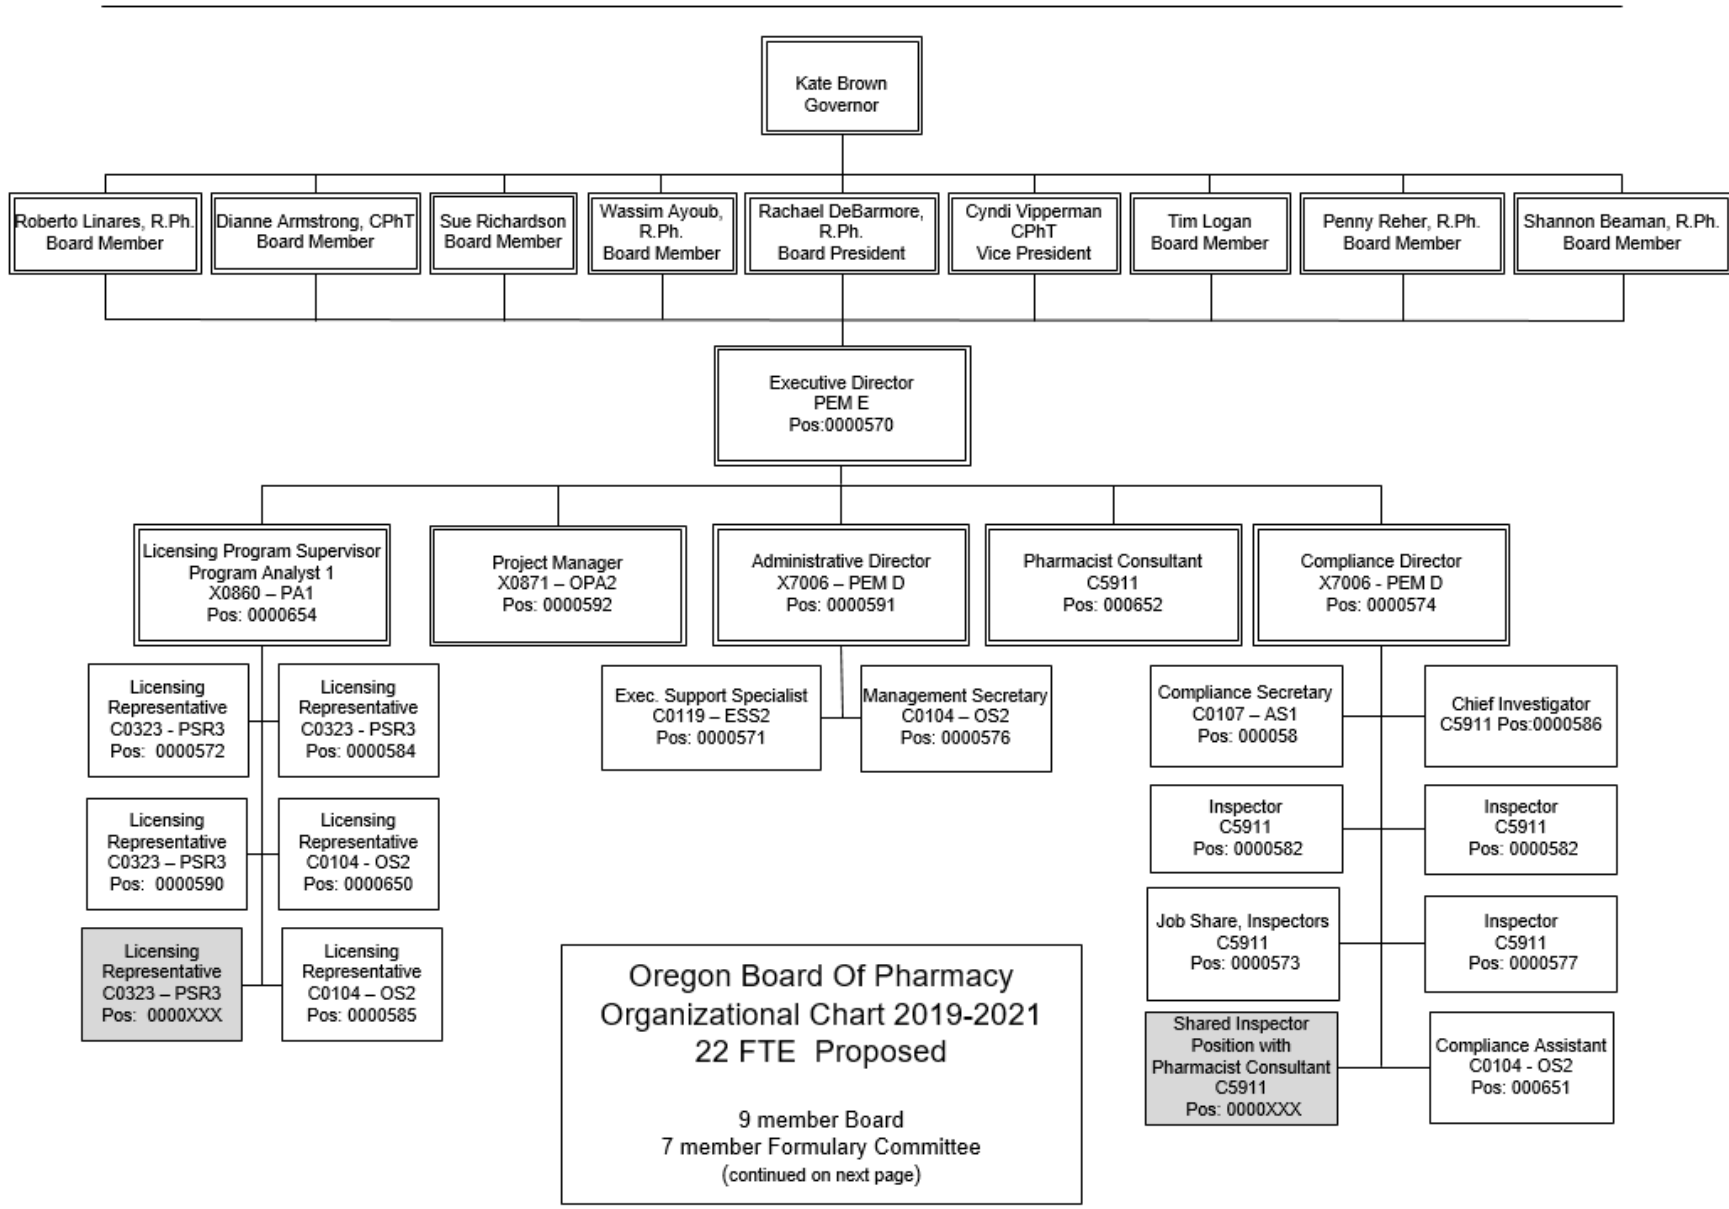 Kate Brown
Governor
Roberto Linares, R.Ph.
Board Member
Dianne Armstrong, CPhT
Board Member
Sue Richardson
Board Member
Wassim Ayoub,
R.Ph.
Board Member
Rachael DeBarmore,
R.Ph.
Board President
Cyndi Vipperman
CPhT
Vice President
Tim Logan
Board Member
Penny Reher, R.Ph.
Board Member
Shannon Beaman, R.Ph.
Board Member
Executive Director
PEM E
Pos:0000570
Licensing Program Supervisor
Program Analyst 1
X0860 – PA1
Pos: 0000654
Project Manager
X0871 – OPA2
Pos: 0000592
Administrative Director
X7006 – PEM D
Pos: 0000591
Pharmacist Consultant
C5911
Pos: 000652
Compliance Director
X7006 - PEM D
Pos: 0000574
Licensing
Representative
C0323 - PSR3
Pos:  0000572
Licensing
Representative
C0323 - PSR3
Pos:  0000584
Licensing
Representative
C0323 – PSR3
Pos:  0000590
Licensing
Representative
C0104 - OS2
Pos: 0000650
Licensing
Representative
C0323 – PSR3
Pos:  0000XXX
Licensing
Representative
C0104 – OS2
Pos: 0000585
Exec. Support Specialist
C0119 – ESS2
Pos: 0000571
Management Secretary
C0104 – OS2
Pos: 0000576
Compliance Secretary
C0107 – AS1
Pos: 000058
Chief Investigator
C5911 Pos:0000586
Inspector
C5911
Pos: 0000582
Inspector
C5911
Pos: 0000582
Job Share, Inspectors
C5911
Pos: 0000573
Inspector
C5911
Pos: 0000577
Shared Inspector
Position with
Pharmacist Consultant
C5911
Pos: 0000XXX
Compliance Assistant
C0104 - OS2
Pos: 000651
Oregon Board Of Pharmacy
Organizational Chart 2019-2021
22 FTE  Proposed
9 member Board
7 member Formulary Committee
(continued on next page)